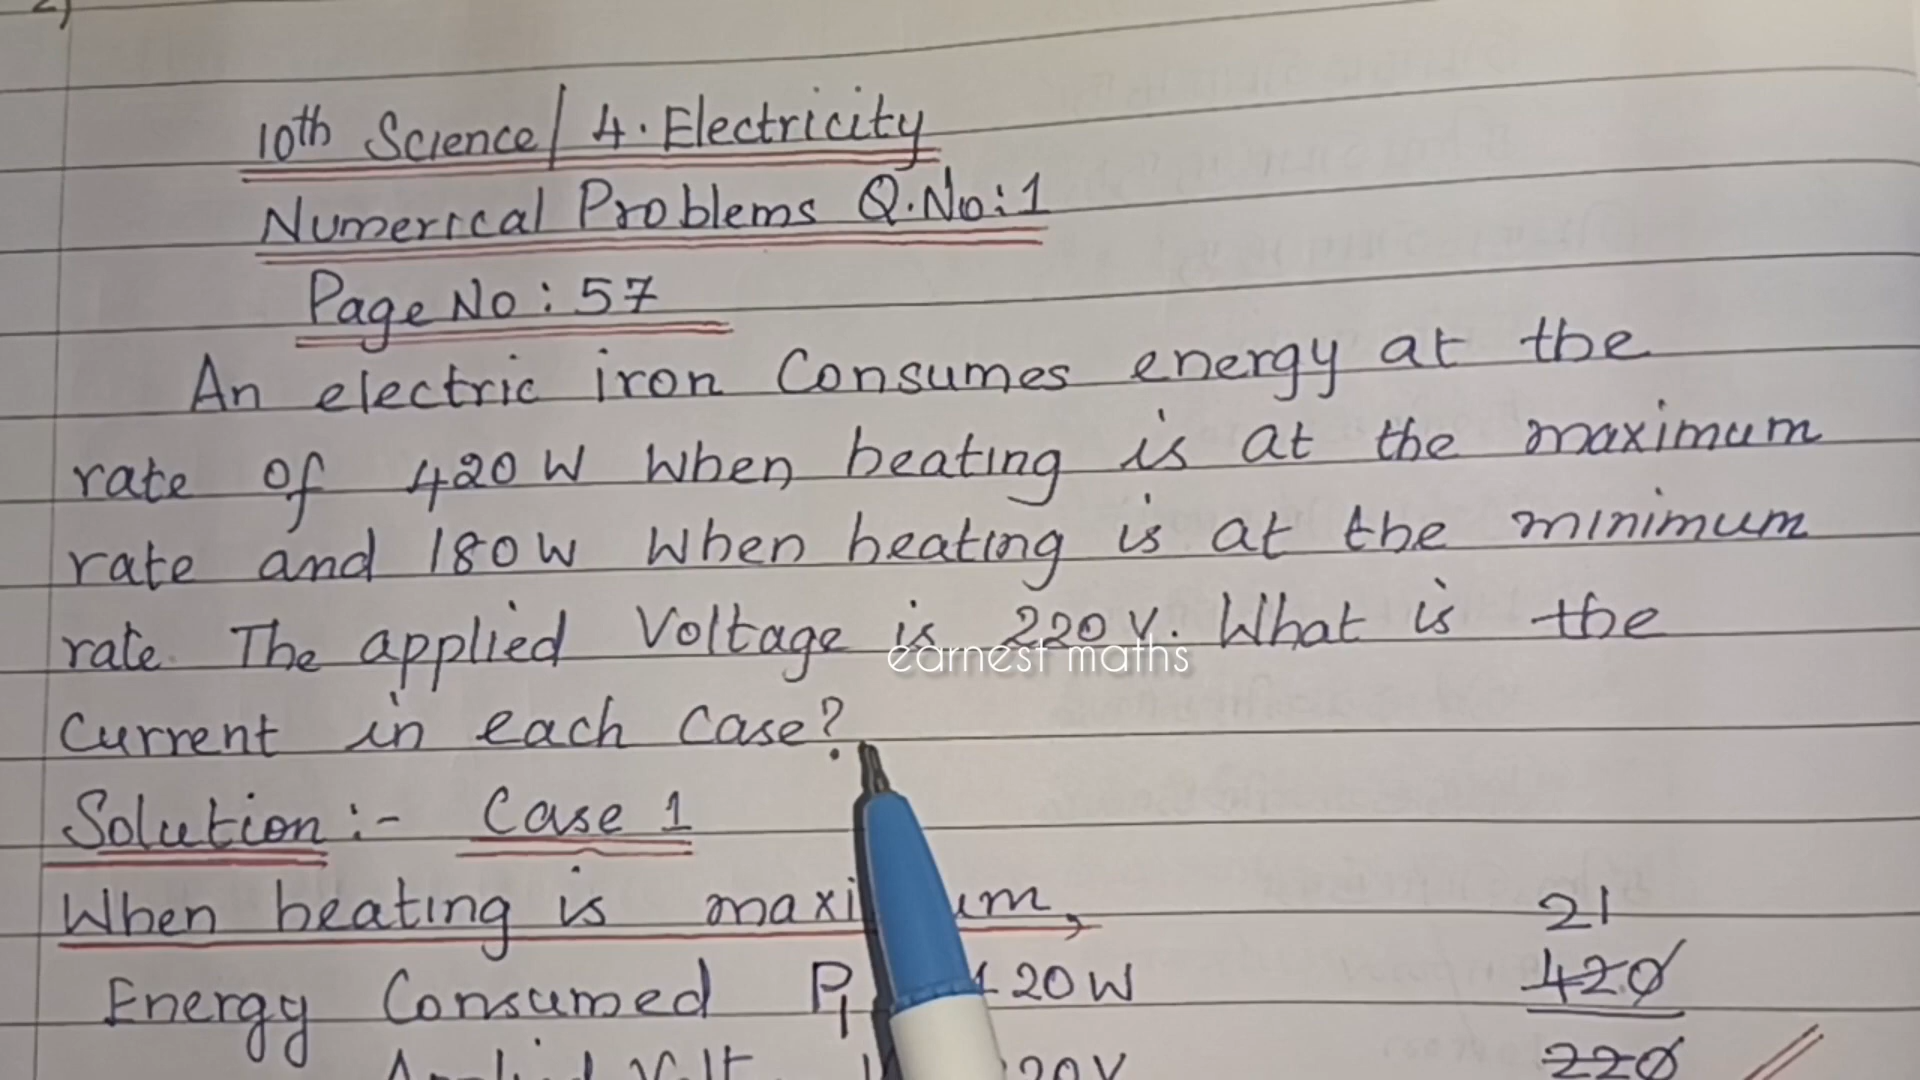 10th Science/ 4. Electricity
Numerical Problems Q.No:1
Page No: 57
An electric iron Consumes energy at the
rate of 420 W when heating is at the maximum
rate and 180 W when heating is at the minimum
rate. The applied Voltage is 220 V. What is the
earnest maths
Current in each Case?
Solution:- Case 1
When heating is
21
Energy Consumed P1 20 W
420
220